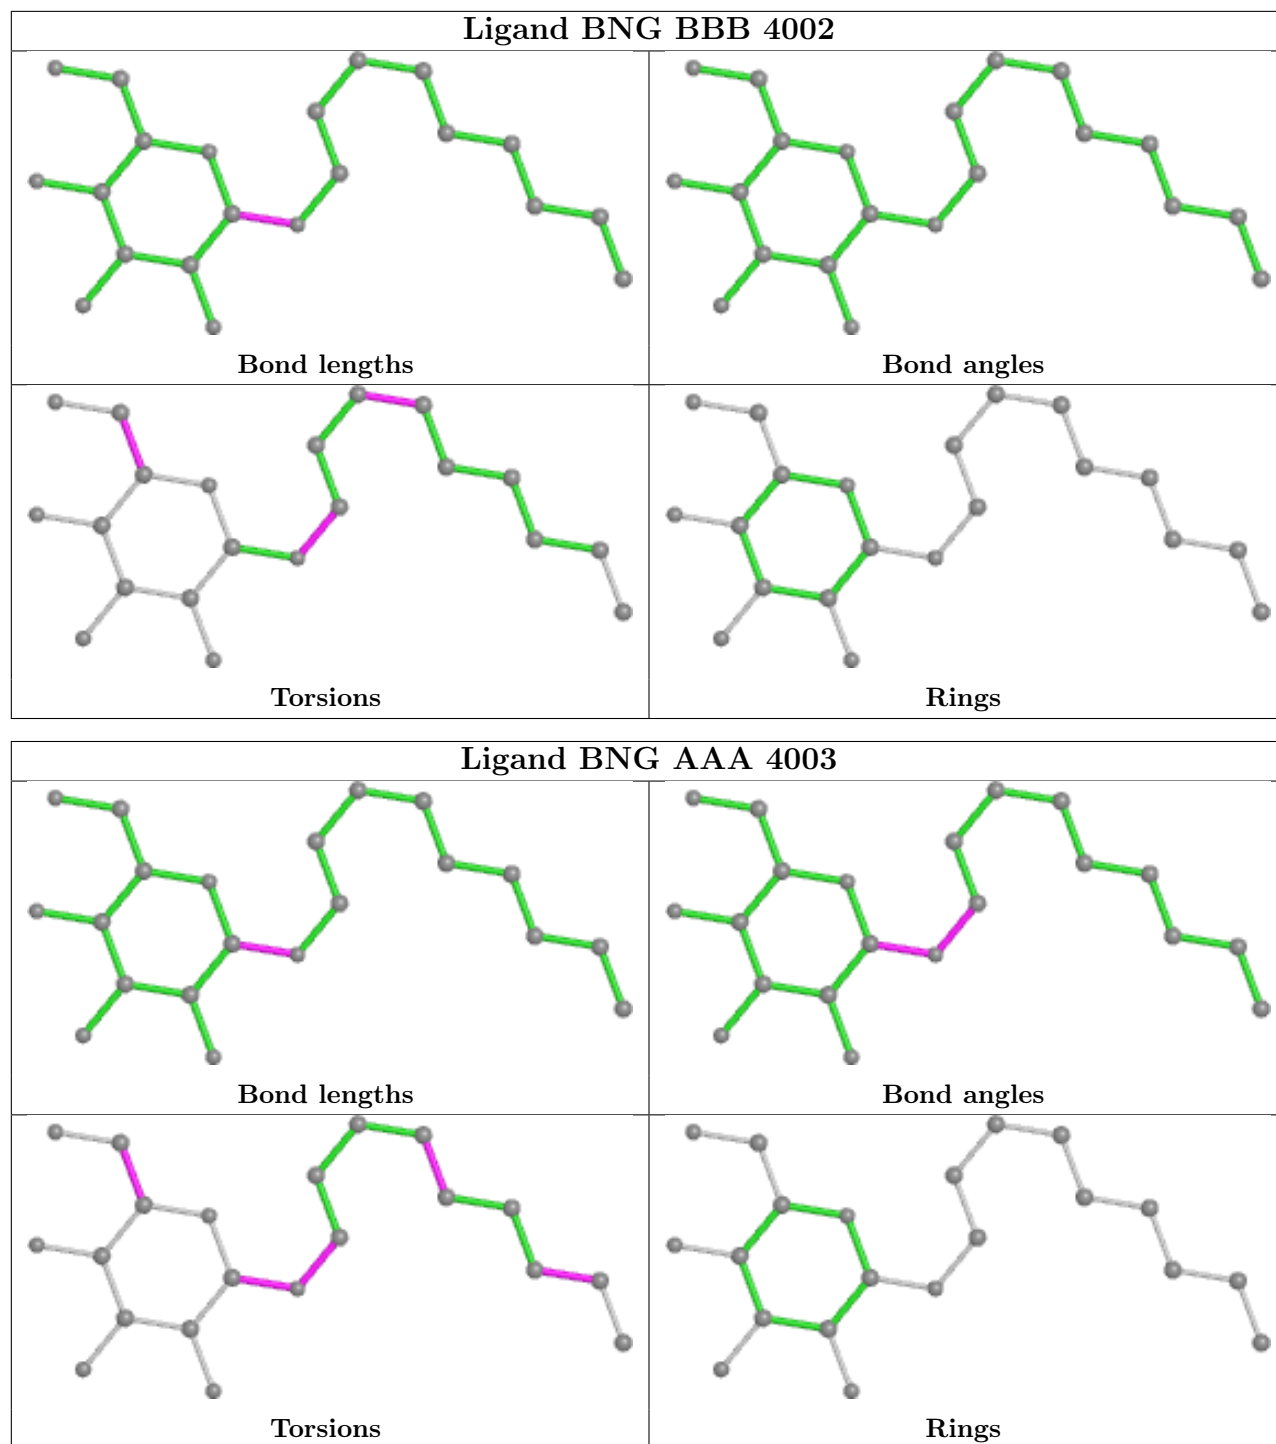 Ligand BNG BBB 4002
Bond lengths
Bond angles
Torsions
Rings
Ligand BNG AAA 4003
Bond lengths
Bond angles
Torsions
Rings